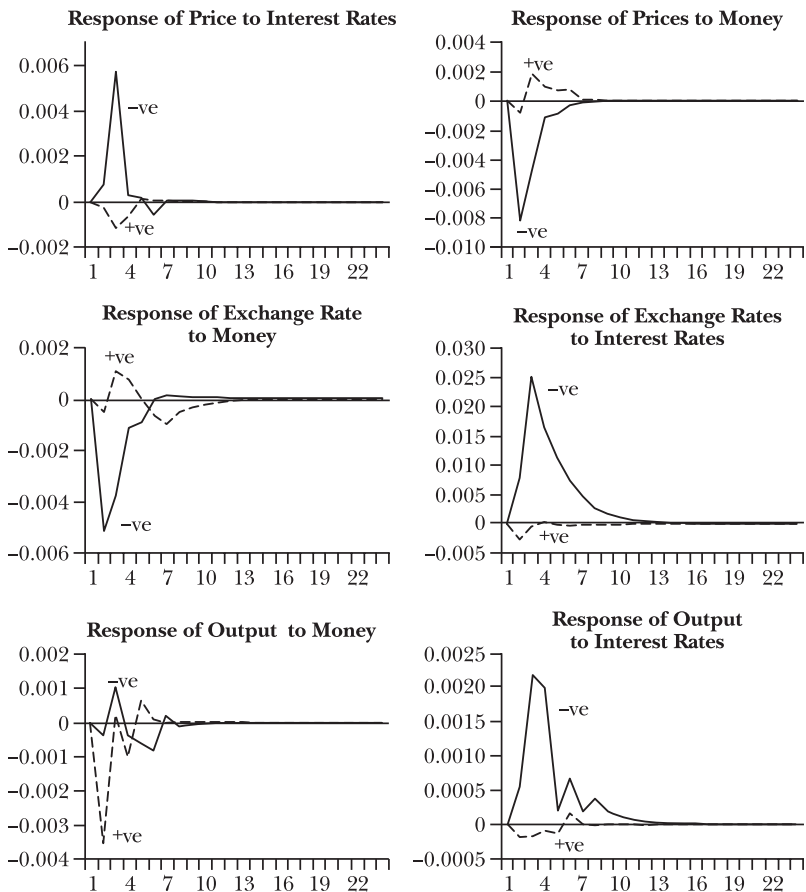 Response of Price to Interest Rates
0.006
0.004
0.002
0
−0.002
−ve
+ve
1 4 7 10 13 16 19 22
Response of Prices to Money
0.004
0.002
0
−0.002
−0.004
−0.006
−0.008
−0.010
+ve
−ve
1 4 7 10 13 16 19 22
Response of Exchange Rate
to Money
0.002
0
−0.002
−0.004
−0.006
+ve
−ve
1 4 7 10 13 16 19 22
Response of Exchange Rates
to Interest Rates
0.030
0.025
0.020
0.015
0.010
0.005
0
−0.005
−ve
+ve
1 4 7 10 13 16 19 22
Response of Output to Money
0.002
0.001
0
−0.001
−0.002
−0.003
−0.004
−ve
+ve
1 4 7 10 13 16 19 22
Response of Output
to Interest Rates
0.0025
0.0020
0.0015
0.0010
0.0005
0
−0.0005
−ve
+ve
1 4 7 10 13 16 19 22